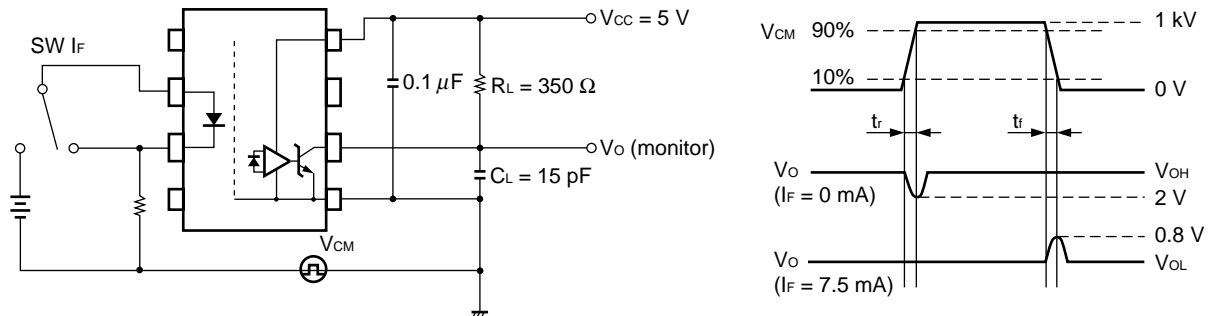 SW IF
VCC = 5 V
0.1 μF
RL = 350 Ω
VO (monitor)
CL = 15 pF
VCM
VCM 90%
10%
1 kV
0 V
tr
tf
VO
(IF = 0 mA)
VOH
2 V
0.8 V
VO
(IF = 7.5 mA)
VOL